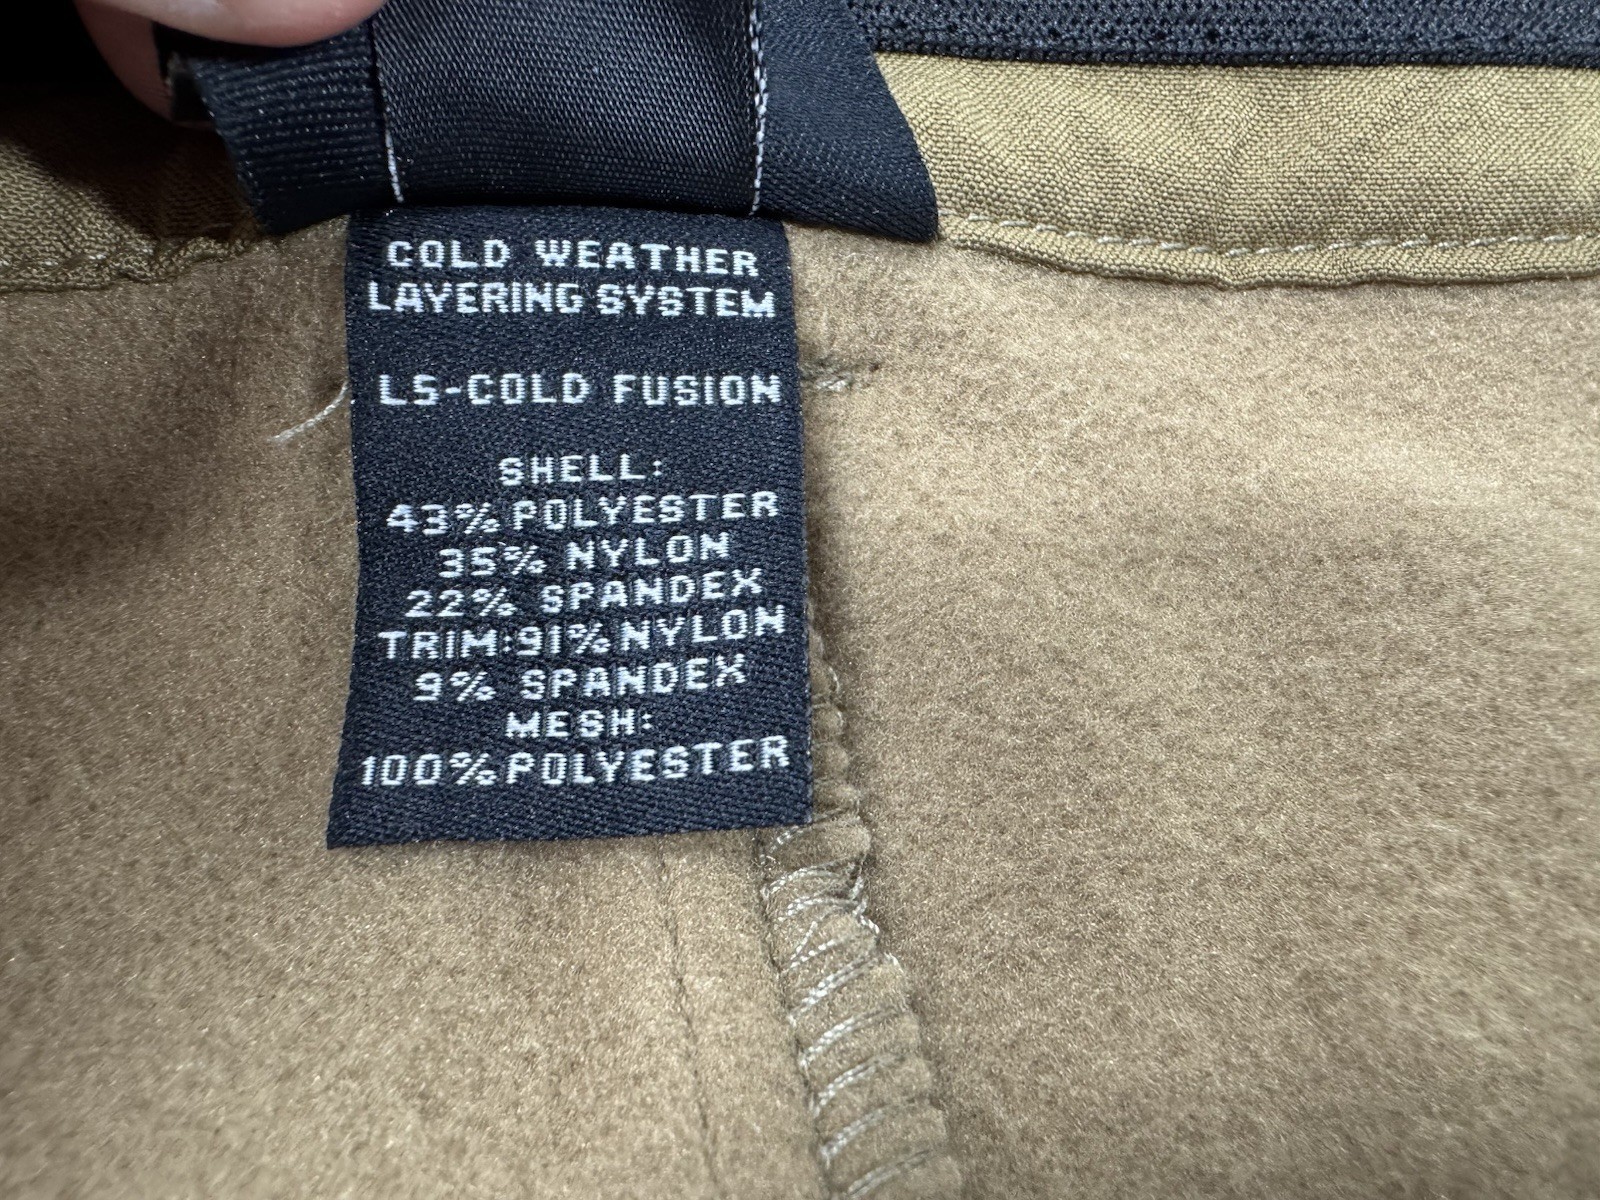 COLD WEATHER
LAYERING SYSTEM
LS-COLD FUSION
SHELL:
43% POLYESTER
35% NYLON
22% SPANDEX
TRIM:91% NYLON
9% SPANDEX
MESH:
100% POLYESTER